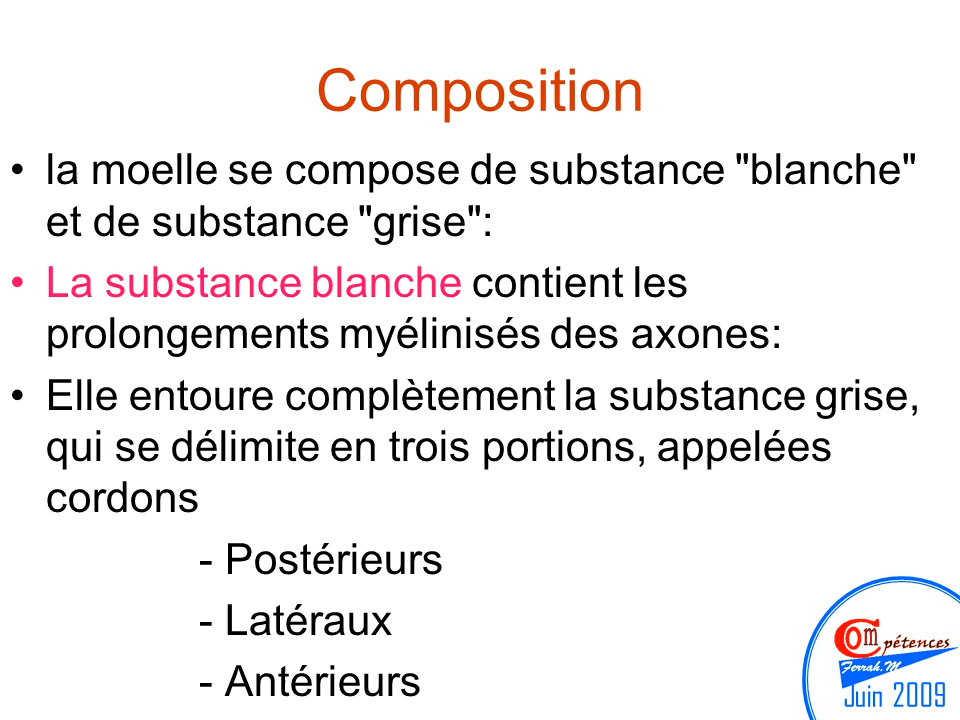 Composition
• la moelle se compose de substance "blanche"
et de substance "grise":
• La substance blanche contient les
prolongements myélinisés des axones:
• Elle entoure complètement la substance grise,
qui se délimite en trois portions, appelées
cordons
- Postérieurs
- Latéraux
- Antérieurs
Compétences
Ferrah.M
Juin 2009